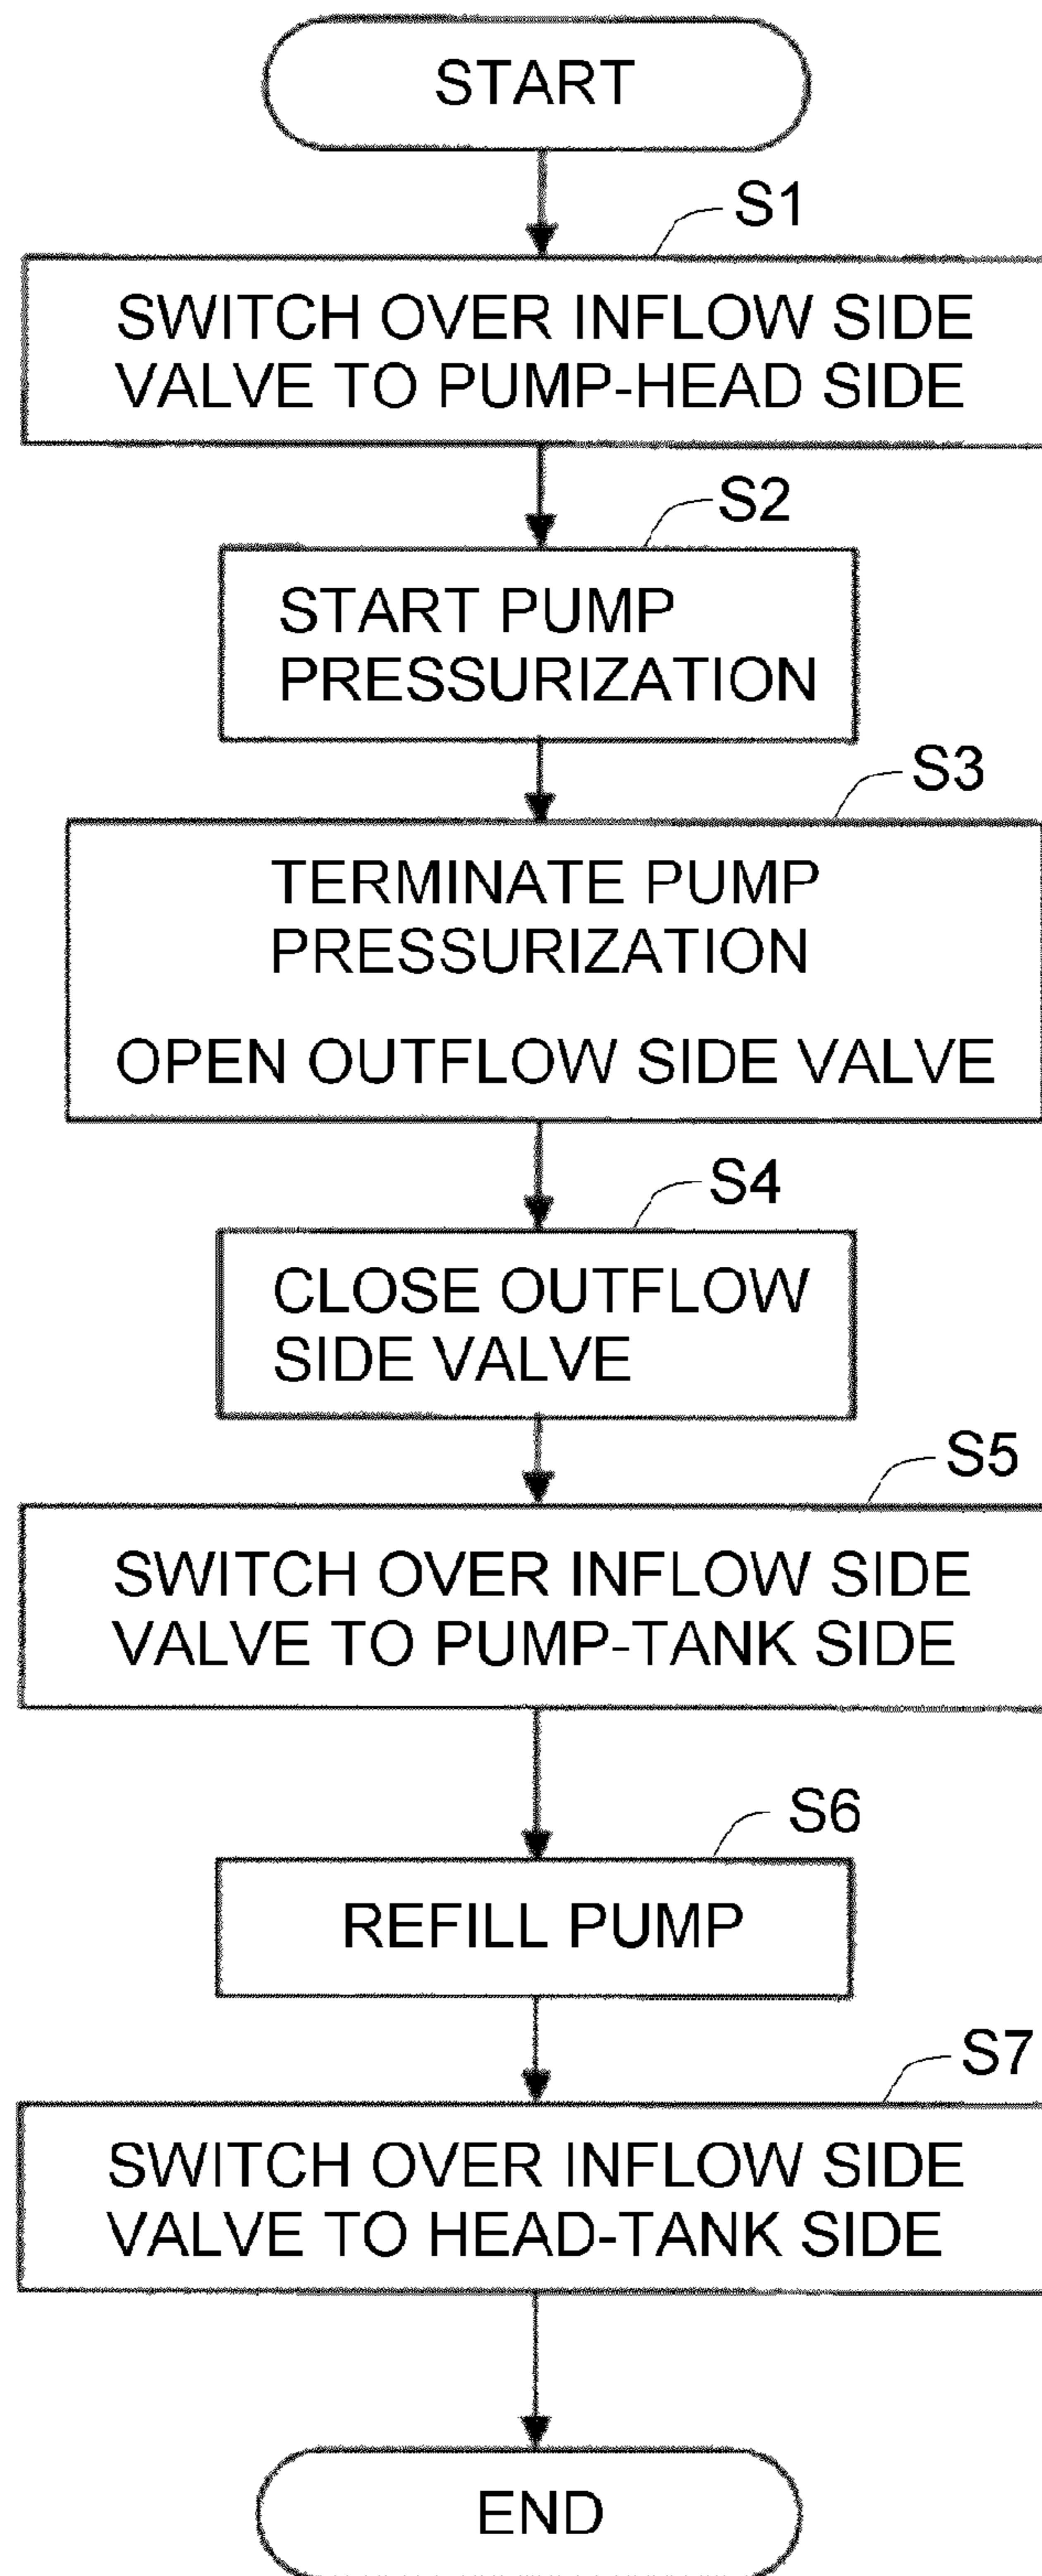 START
S1
SWITCH OVER INFLOW SIDE
VALVE TO PUMP-HEAD SIDE
S2
START PUMP
PRESSURIZATION
S3
TERMINATE PUMP
PRESSURIZATION
OPEN OUTFLOW SIDE VALVE
S4
CLOSE OUTFLOW
SIDE VALVE
S5
SWITCH OVER INFLOW SIDE
VALVE TO PUMP-TANK SIDE
S6
REFILL PUMP
S7
SWITCH OVER INFLOW SIDE
VALVE TO HEAD-TANK SIDE
END